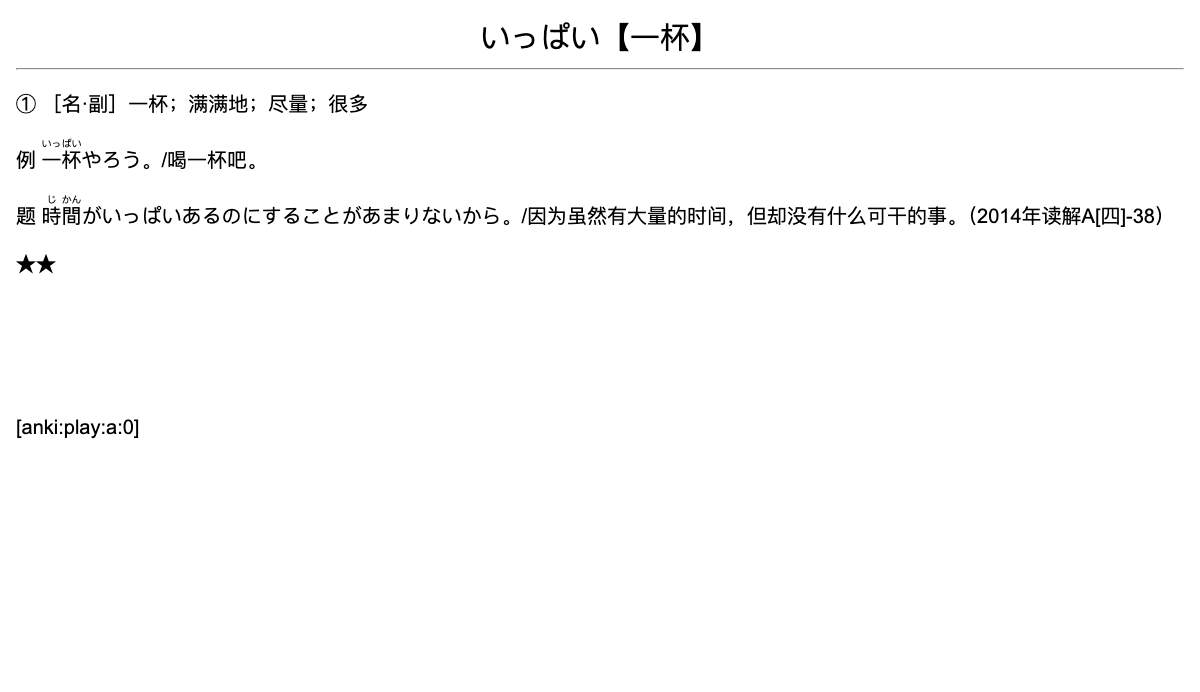 いっぱい【一杯】
① ［名·副］一杯；满满地；尽量；很多
いっぱい
例 一杯やろう。/喝一杯吧。
じ かん
题 時間がいっぱいあるのにすることがあまりないから。/因为虽然有大量的时间，但却没有什么可干的事。（2014年读解A[四]-38）
★★
[anki:play:a:0]